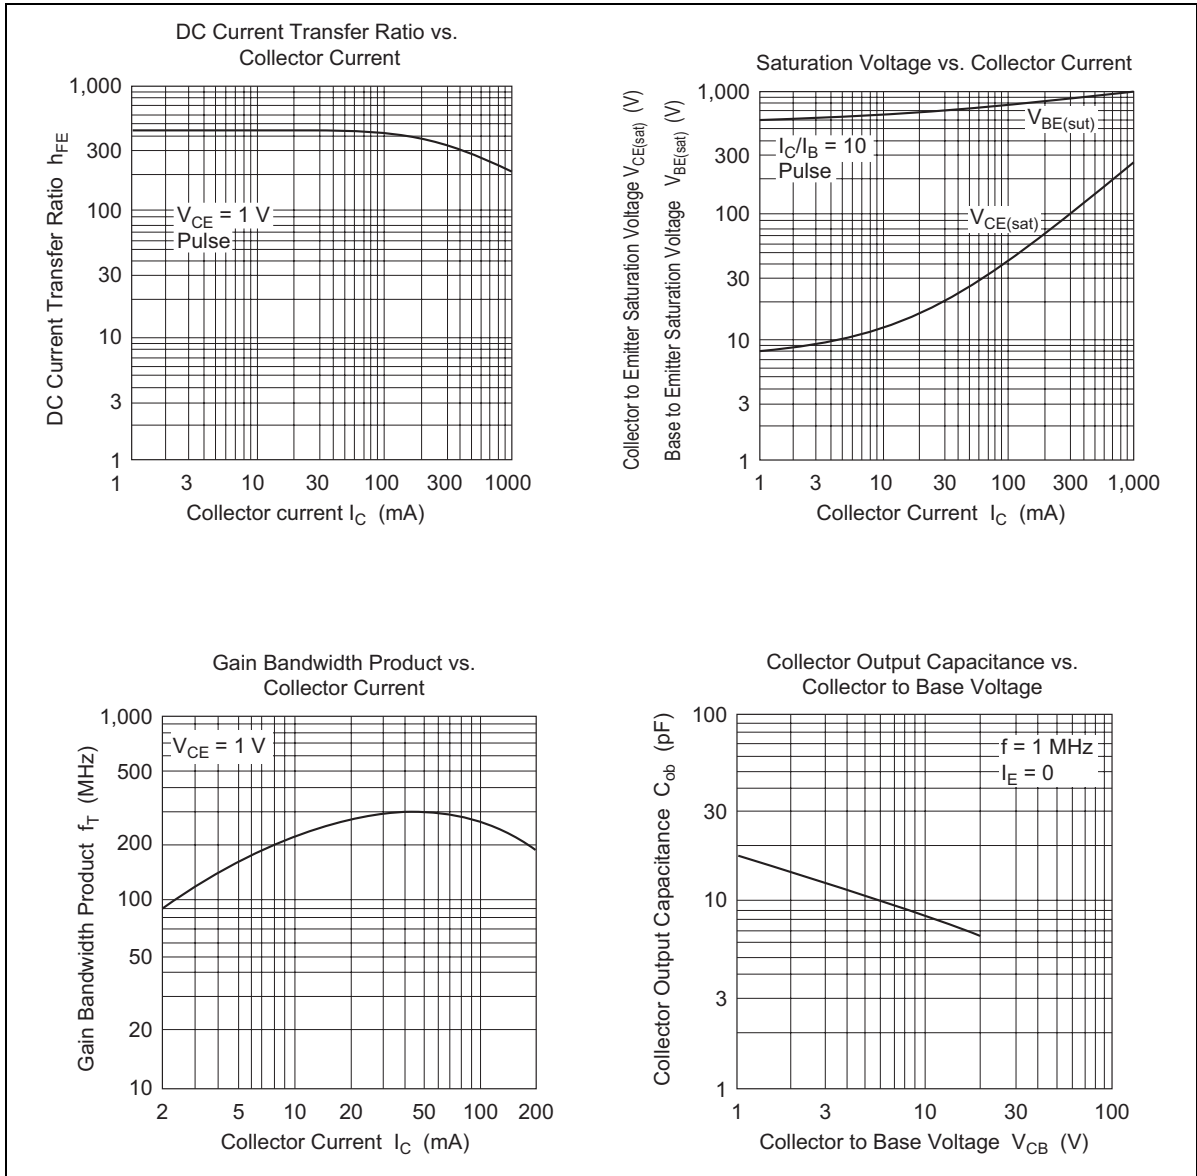 DC Current Transfer Ratio vs.
Collector Current
DC Current Transfer Ratio hFE
1,000
300
100
30
10
3
1
VCE = 1 V
Pulse
1 3 10 30 100 300 1000
Collector current IC (mA)
Saturation Voltage vs. Collector Current
Collector to Emitter Saturation Voltage VCE(sat) (V)
Base to Emitter Saturation Voltage VBE(sat) (V)
1,000
300
100
30
10
3
1
VBE(sut)
IC/IB = 10
Pulse
VCE(sat)
1 3 10 30 100 300 1,000
Collector Current IC (mA)
Gain Bandwidth Product vs.
Collector Current
Gain Bandwidth Product fT (MHz)
1,000
500
200
100
50
20
10
VCE = 1 V
2 5 10 20 50 100 200
Collector Current IC (mA)
Collector Output Capacitance vs.
Collector to Base Voltage
Collector Output Capacitance Cob (pF)
100
30
10
3
1
f = 1 MHz
IE = 0
1 3 10 30 100
Collector to Base Voltage VCB (V)